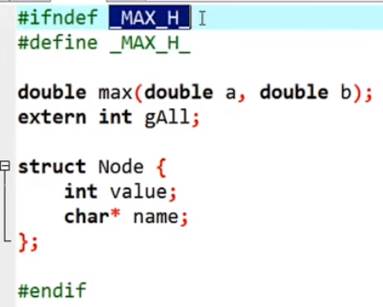 #ifndef _MAX_H_
#define _MAX_H_
double max(double a, double b);
extern int gAll;
struct Node {
int value;
char* name;
};
#endif